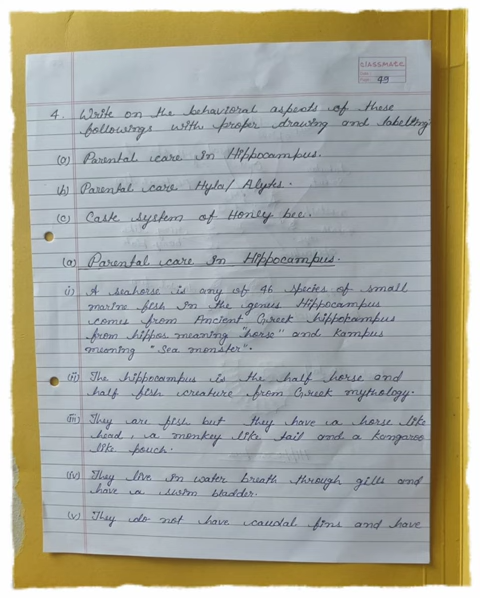 classmate
49
4. Write on the behavioral aspects of these
followings with proper drawing and labelling
(a) Parental care In Hippocampus.
(b) Parental care Hyla/ Alytes.
(c) Caste system of Honey bee.
(a) Parental care In Hippocampus.
(i) A seahorse is any of 46 species of small
marine fish in the genus Hippocampus
comes from Ancient Greek hippokampus
from hippos meaning "horse" and Kampus
meaning "Sea monster".
(ii) The hippocampus is the half horse and
half fish creature from Greek mythology.
(iii) They are fish but they have a horse like
head, a monkey like tail and a Kangaroo
like pouch.
(iv) They live in water breath through gills and
have a swim bladder.
(v) They do not have caudal fins and have